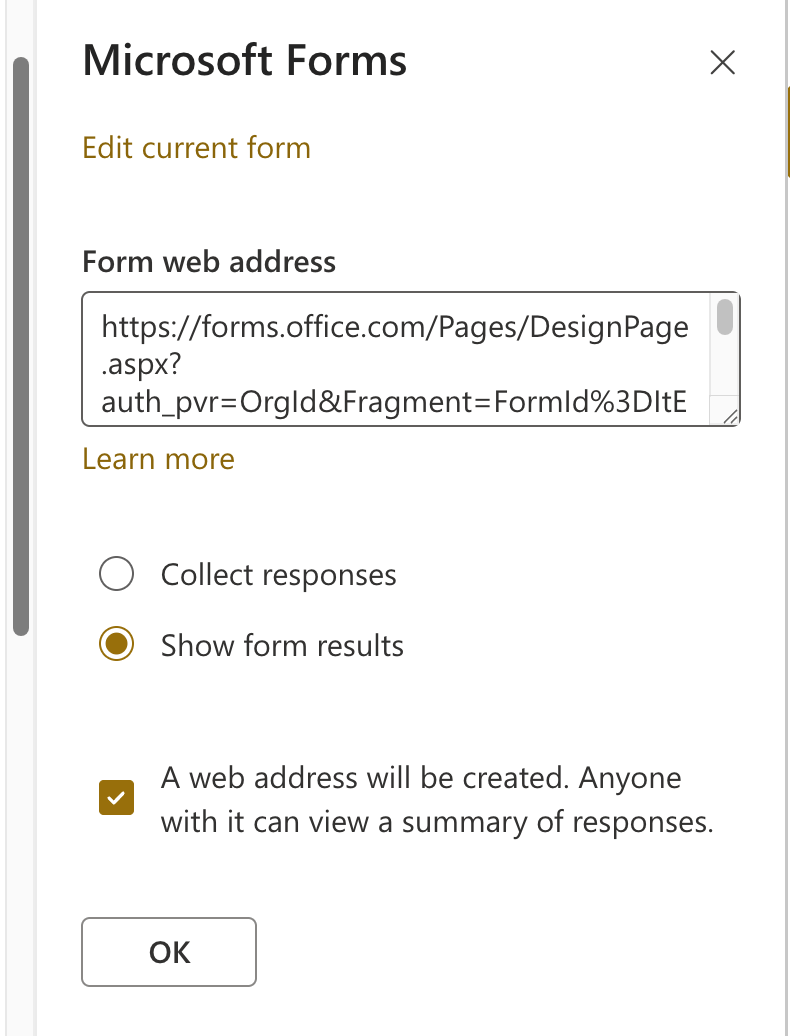 Microsoft Forms
Edit current form
Form web address
https://forms.office.com/Pages/DesignPage
.aspx?
auth_pvr=OrgId&Fragment=FormId%3DItE
Learn more
Collect responses
Show form results
A web address will be created. Anyone
with it can view a summary of responses.
OK